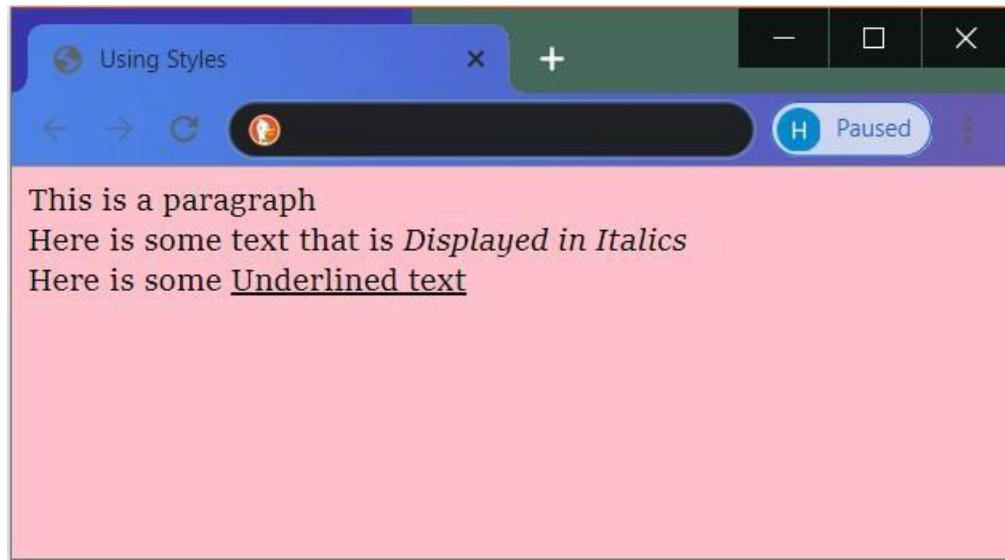 Using Styles
H Paused
This is a paragraph
Here is some text that is Displayed in Italics
Here is some Underlined text